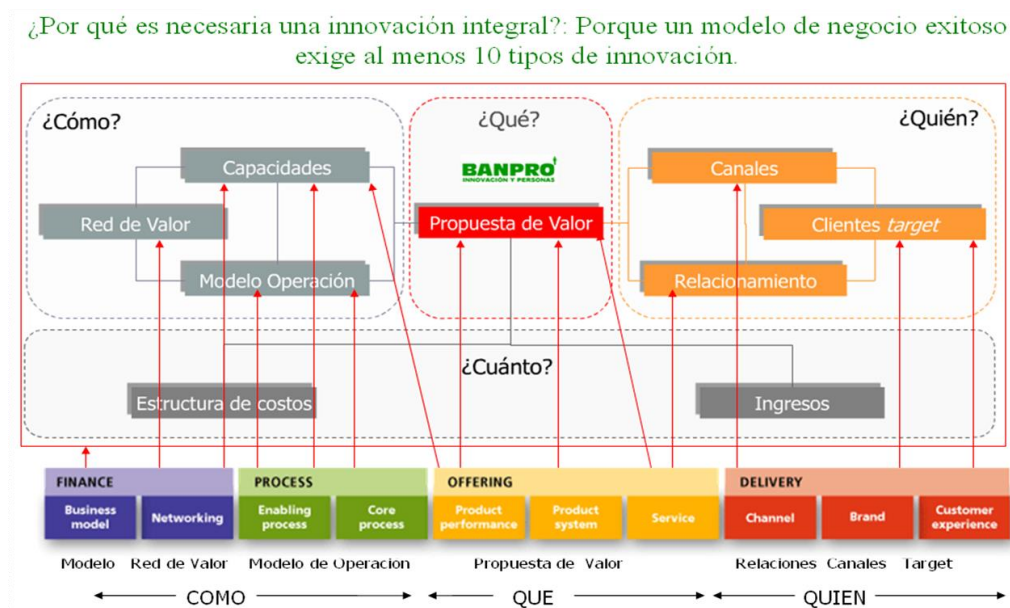 ¿Por qué es necesaria una innovación integral?: Porque un modelo de negocio exitoso
exige al menos 10 tipos de innovación.
¿Cómo?
¿Qué?
¿Quién?
Capacidades
BANPRO
INNOVACIÓN Y PERSONAS
Canales
Red de Valor
Propuesta de Valor
Clientes target
Modelo Operación
Relacionamiento
¿Cuánto?
Estructura de costos
Ingresos
FINANCE
PROCESS
OFFERING
DELIVERY
Business
model
Networking
Enabling
process
Core
process
Product
performance
Product
system
Service
Channel
Brand
Customer
experience
Modelo Red de Valor Modelo de Operación Propuesta de Valor Relaciones Canales Target
COMO QUE QUIEN